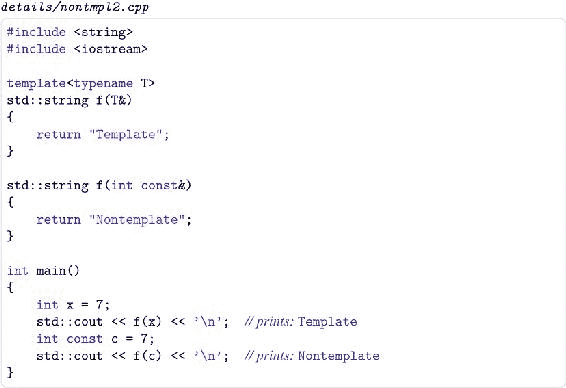 details/nontmpl2.cpp
#include <string>
#include <iostream>
template<typename T>
std::string f(T&)
{
    return "Template";
}
std::string f(int const&)
{
    return "Nontemplate";
}
int main()
{
    int x = 7;
    std::cout << f(x) << '\n';  // prints: Template
    int const c = 7;
    std::cout << f(c) << '\n';  // prints: Nontemplate
}